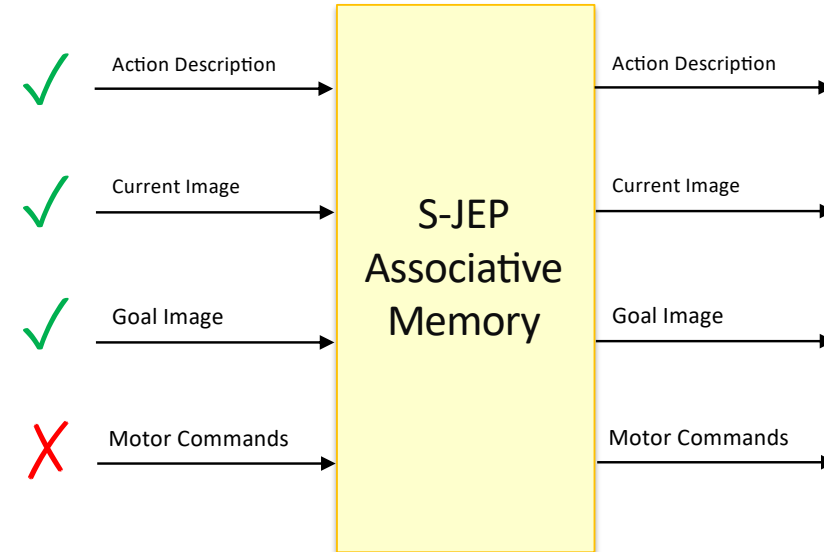 Action Description
Action Description
Current Image
Current Image
S-JEP
Associative
Memory
Goal Image
Goal Image
Motor Commands
Motor Commands